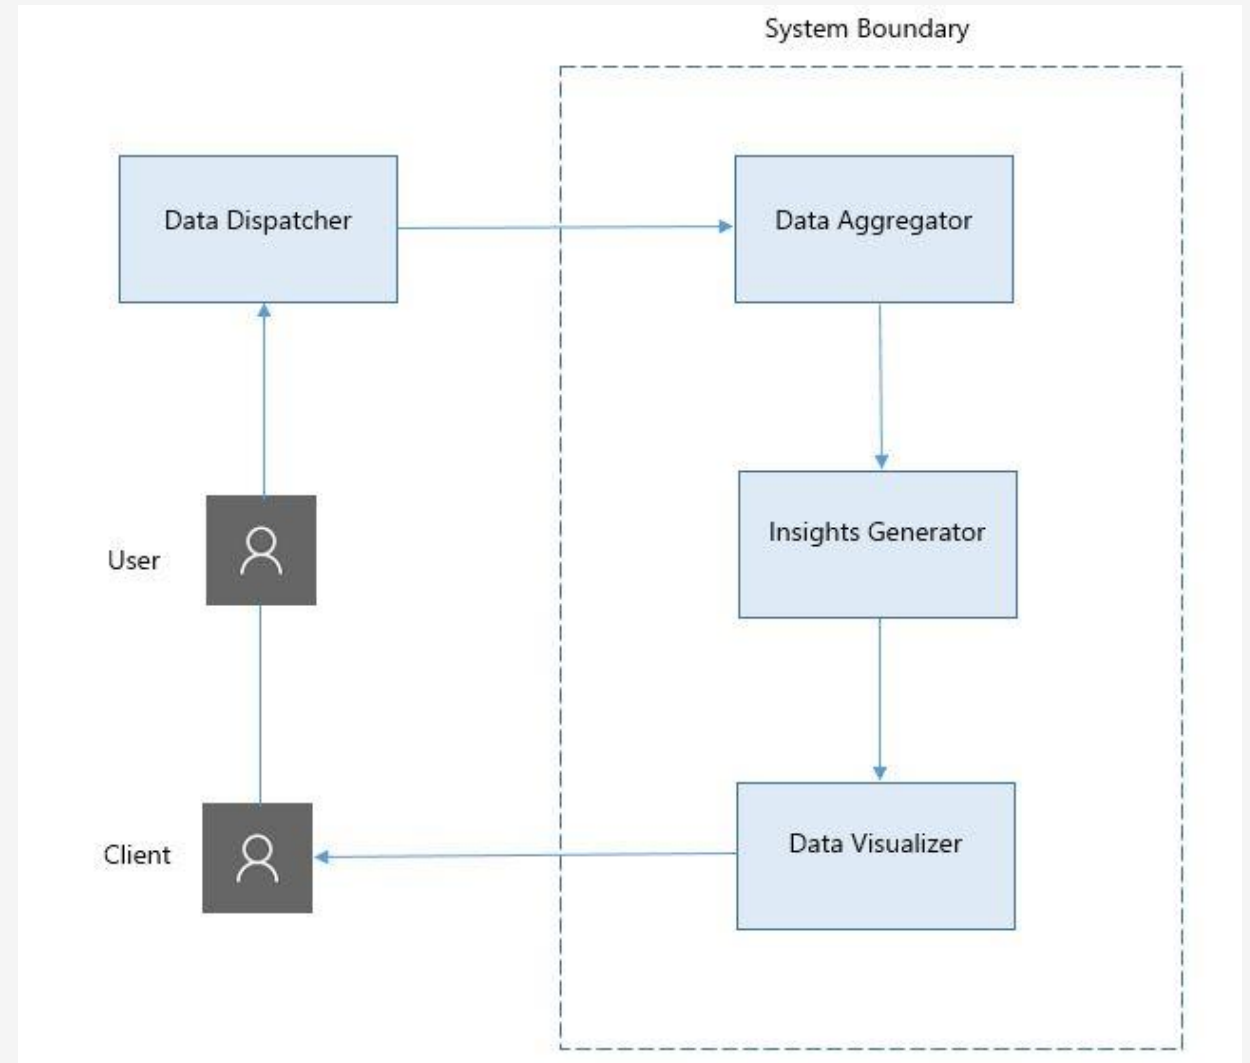 System Boundary
Data Dispatcher
Data Aggregator
Insights Generator
User
Data Visualizer
Client